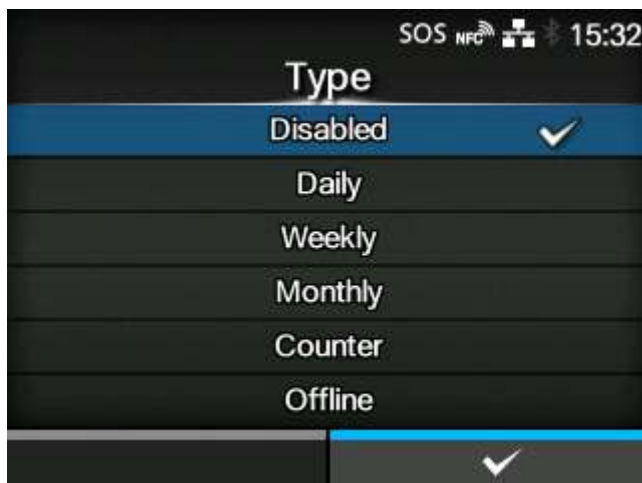 SOS NFC 15:32
Type
Disabled
Daily
Weekly
Monthly
Counter
Offline